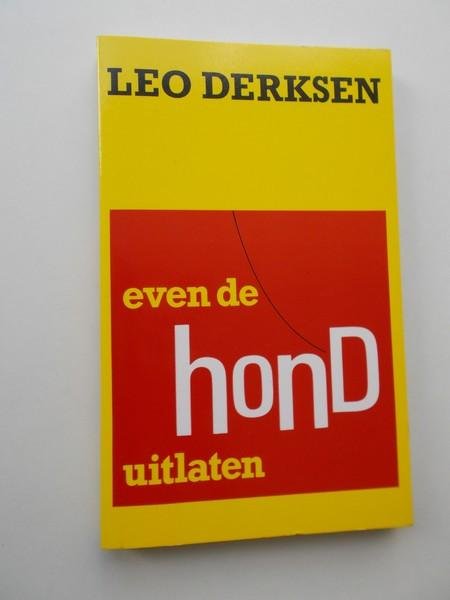 LEO DERKSEN
even de
honD
uitlaten